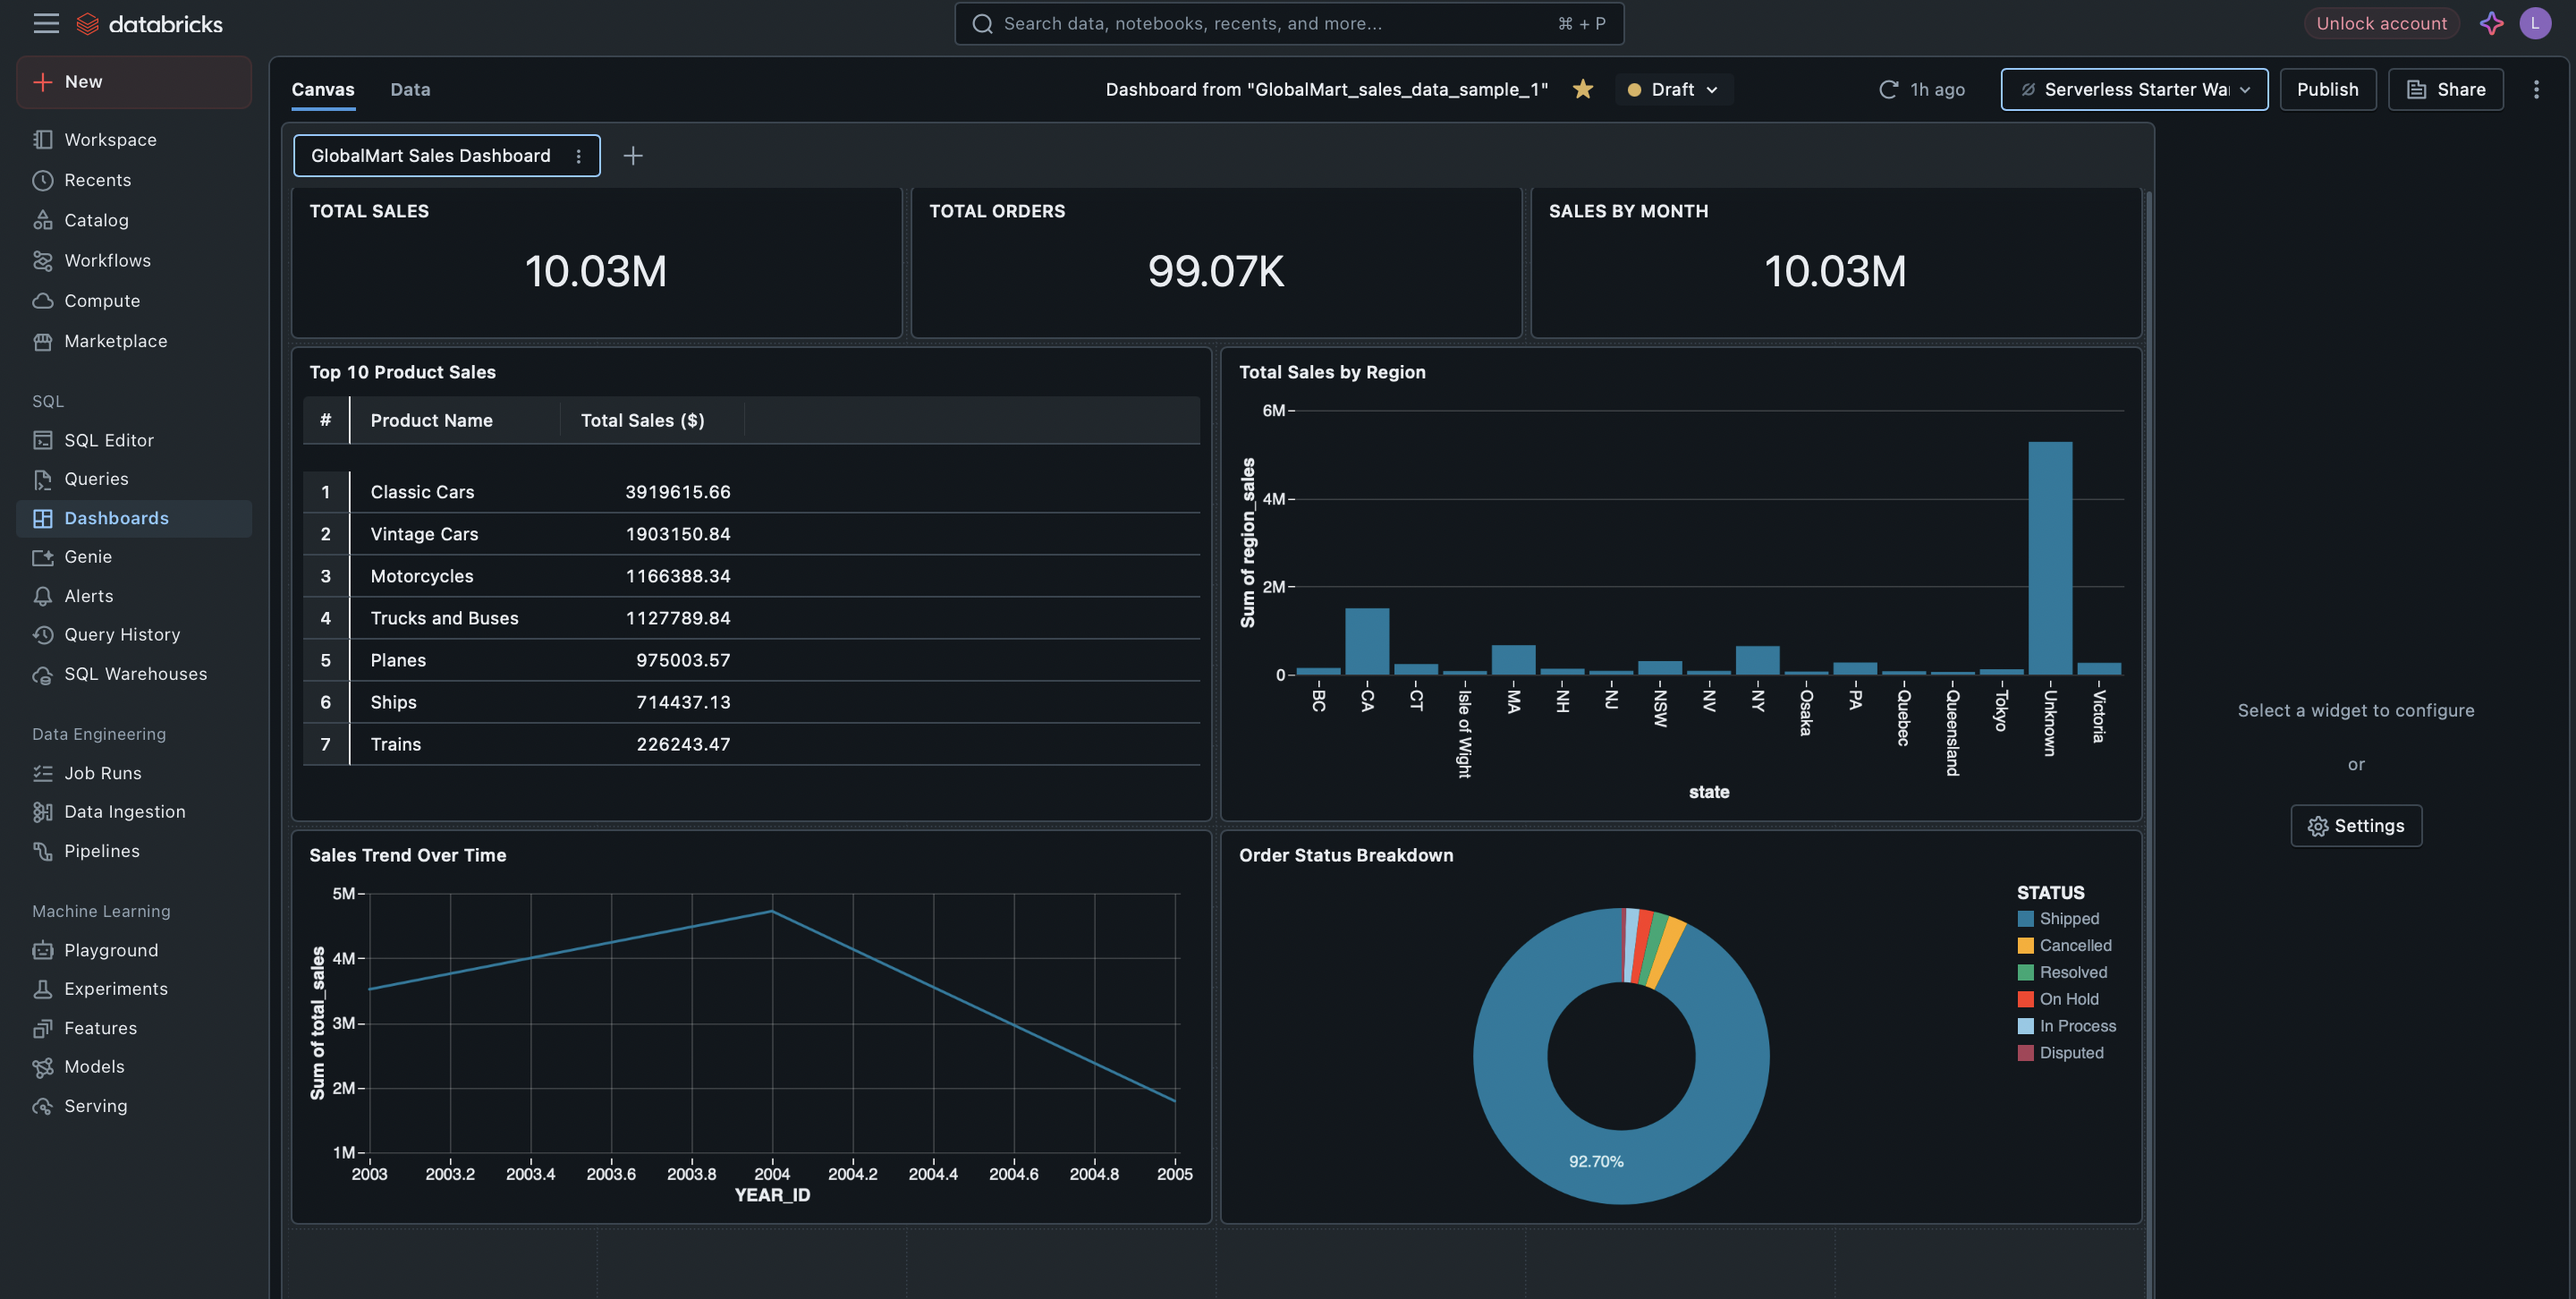 databricks
Search data, notebooks, recents, and more...
⌘ + P
Unlock account
L
New
Workspace
Recents
Catalog
Workflows
Compute
Marketplace
SQL
SQL Editor
Queries
Dashboards
Genie
Alerts
Query History
SQL Warehouses
Data Engineering
Job Runs
Data Ingestion
Pipelines
Machine Learning
Playground
Experiments
Features
Models
Serving
Canvas
Data
Dashboard from "GlobalMart_sales_data_sample_1"
Draft
1h ago
Serverless Starter Wa
Publish
Share
GlobalMart Sales Dashboard
TOTAL SALES
10.03M
TOTAL ORDERS
99.07K
SALES BY MONTH
10.03M
Top 10 Product Sales
# Product Name Total Sales ($)
1 Classic Cars 3919615.66
2 Vintage Cars 1903150.84
3 Motorcycles 1166388.34
4 Trucks and Buses 1127789.84
5 Planes 975003.57
6 Ships 714437.13
7 Trains 226243.47
Total Sales by Region
Sum of region_sales
6M
4M
2M
0
BC
CA
CT
Isle of Wight
MA
NH
NJ
NSW
NV
NY
Osaka
PA
Quebec
Queensland
Tokyo
Unknown
Victoria
state
Sales Trend Over Time
Sum of total_sales
5M
4M
3M
2M
1M
2003 2003.2 2003.4 2003.6 2003.8 2004 2004.2 2004.4 2004.6 2004.8 2005
YEAR_ID
Order Status Breakdown
92.70%
STATUS
Shipped
Cancelled
Resolved
On Hold
In Process
Disputed
Select a widget to configure
or
Settings